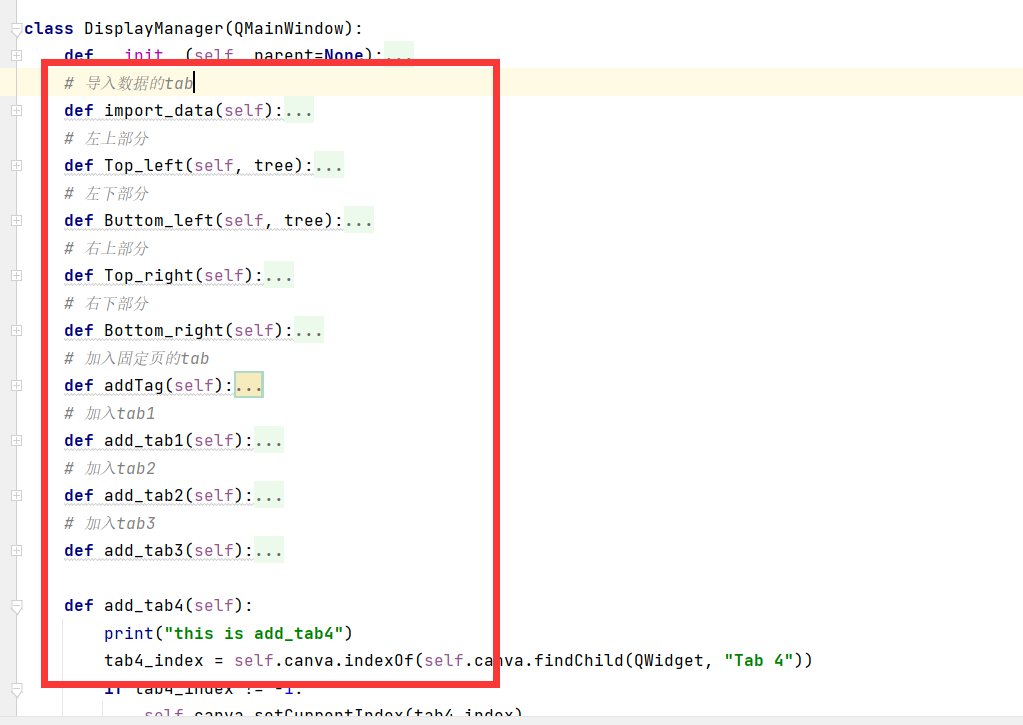 class DisplayManager(QMainWindow):
def __init__(self, parent=None):...
# 导入数据的tab
def import_data(self):...
# 左上部分
def Top_left(self, tree):...
# 左下部分
def Buttom_left(self, tree):...
# 右上部分
def Top_right(self):...
# 右下部分
def Bottom_right(self):...
# 加入固定页的tab
def addTag(self):...
# 加入tab1
def add_tab1(self):...
# 加入tab2
def add_tab2(self):...
# 加入tab3
def add_tab3(self):...
def add_tab4(self):
print("this is add_tab4")
tab4_index = self.canva.indexOf(self.canva.findChild(QWidget, "Tab 4"))
if tab4_index != -1:
self.canva.setCurrentIndex(tab4_index)